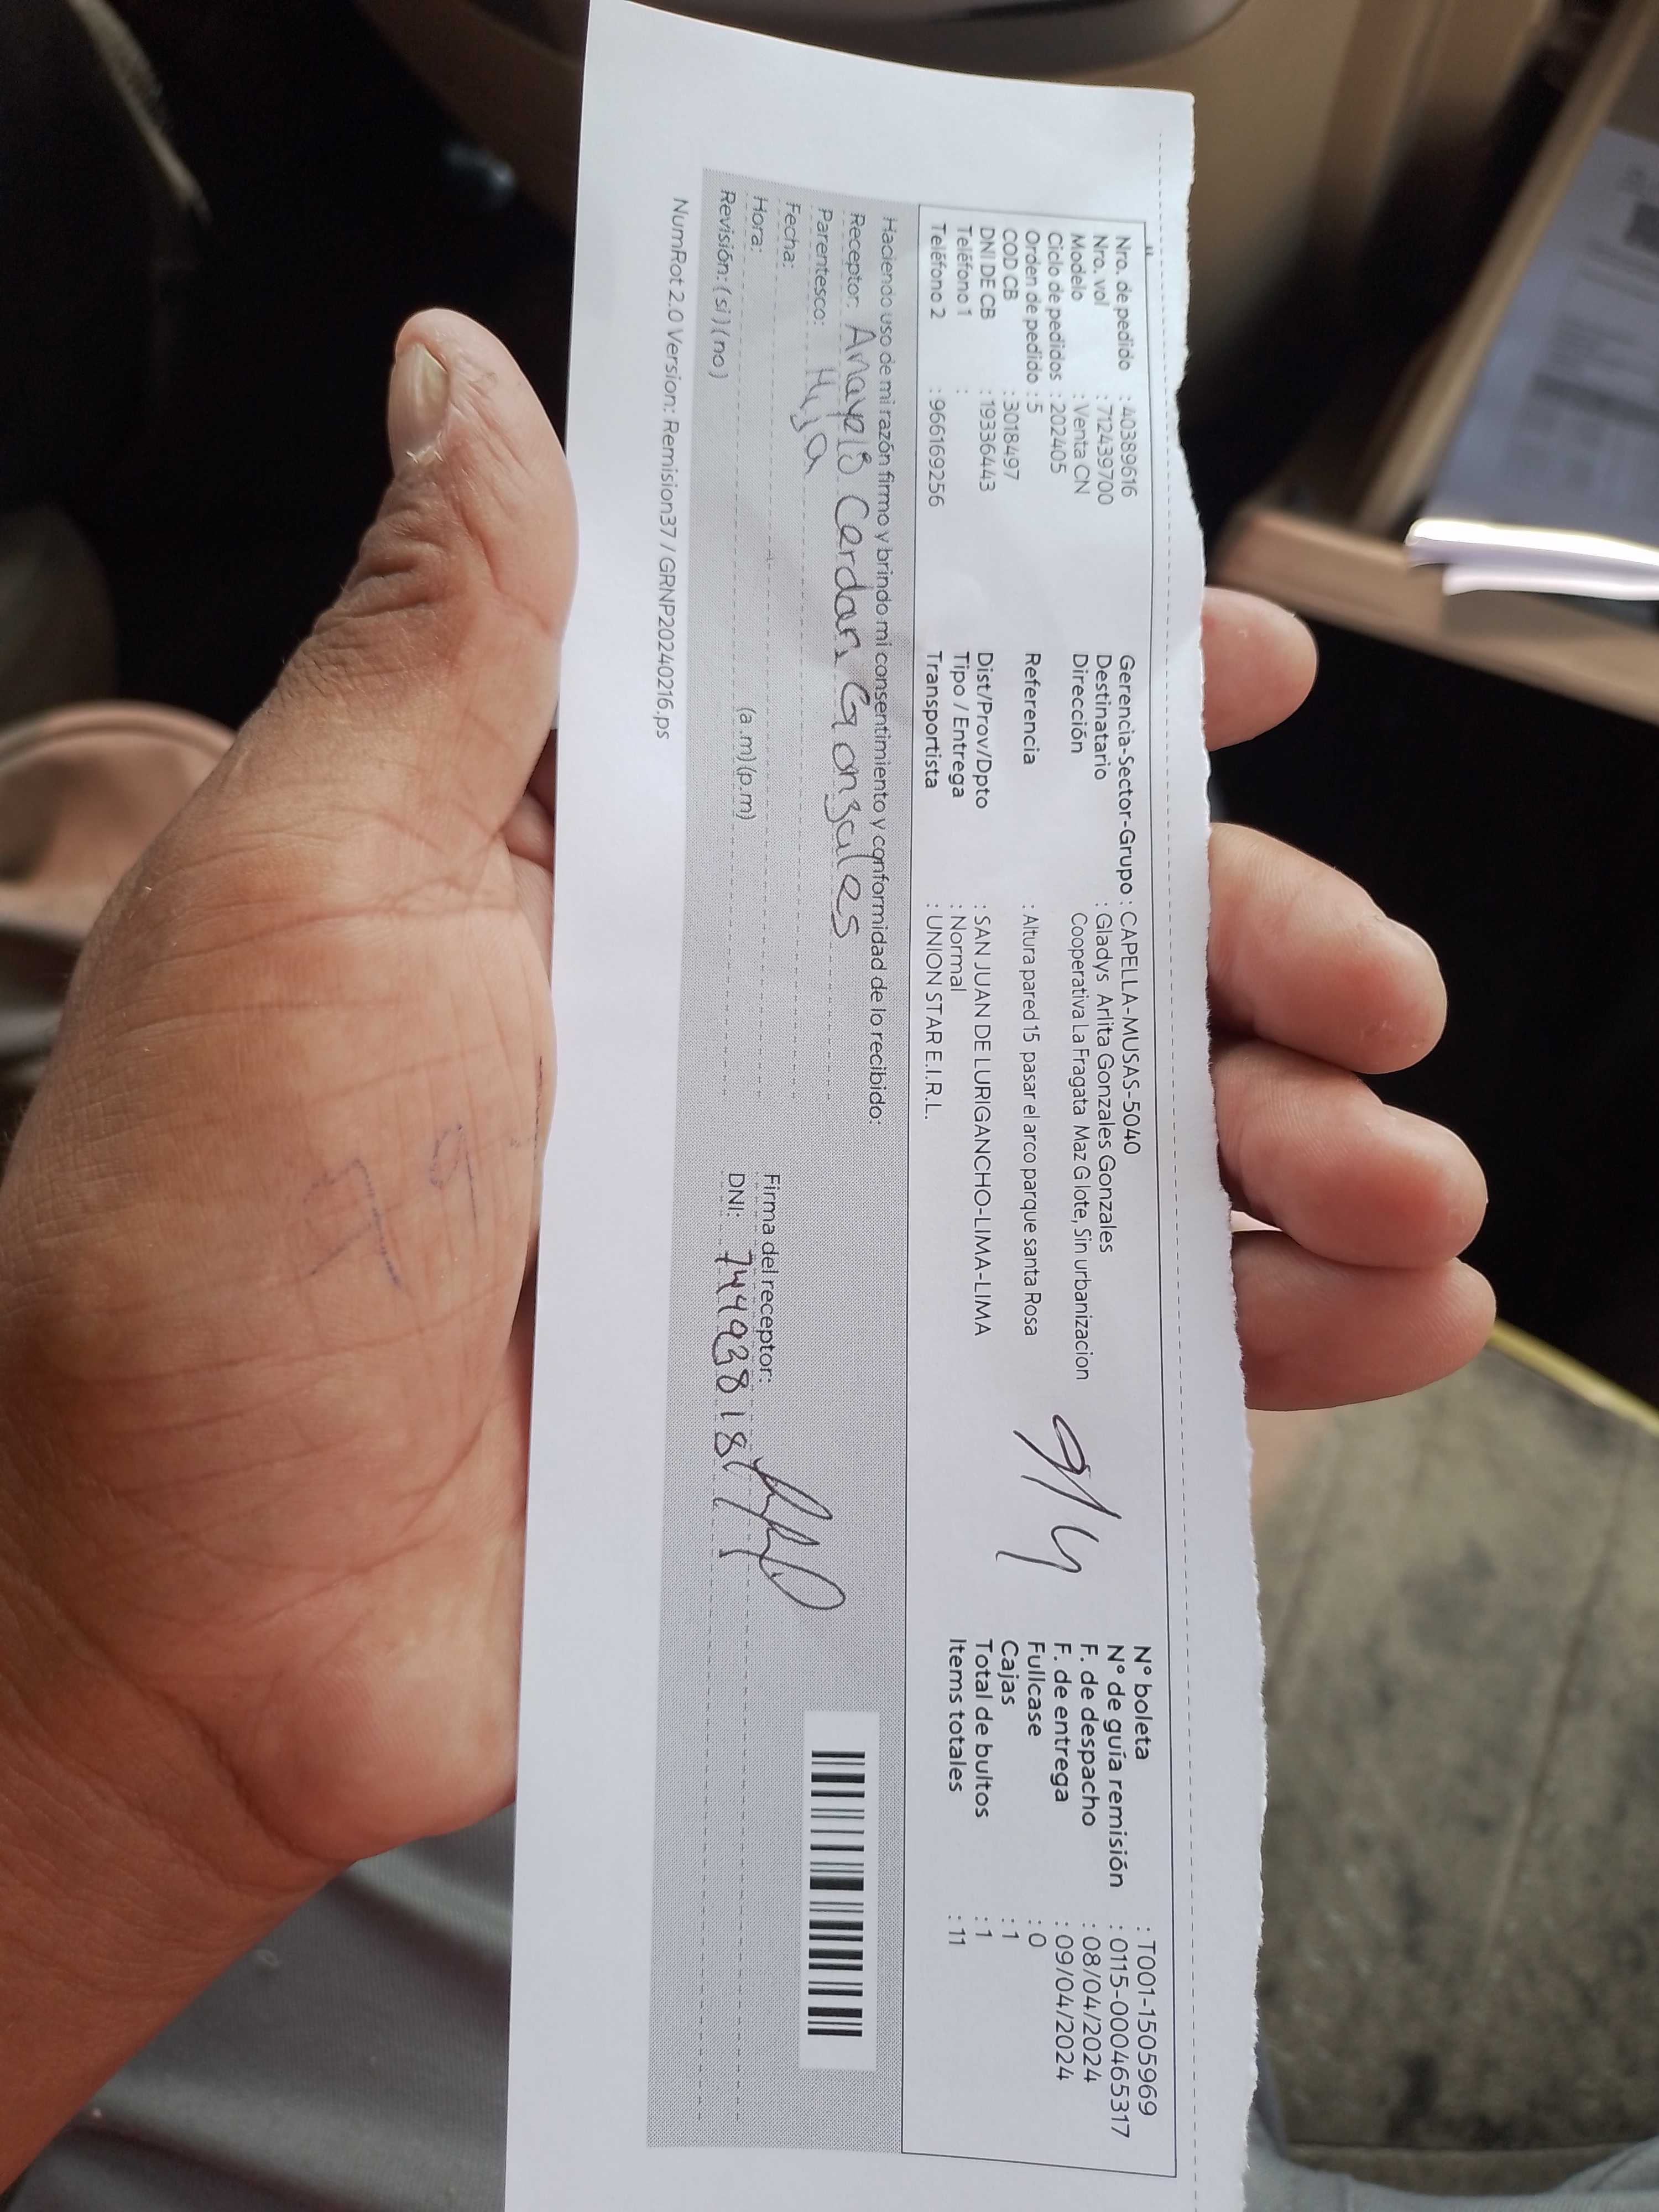 Nro. de pedido : 40389616
Nro. vol : 712439700
Modelo : Venta CN
Ciclo de pedidos : 202405
Orden de pedido : 5
COD CB : 3018497
DNI DE CB : 19336443
Teléfono 1 :
Teléfono 2 : 966169256
Gerencia-Sector-Grupo : CAPELLA-MUSAS-5040
Destinatario : Gladys Arlita Gonzales Gonzales
Dirección Cooperativa La Fragata Maz G lote, Sin urbanizacion
Referencia : Altura pared 15 pasar el arco parque santa Rosa
Dist/Prov/Dpto : SAN JUAN DE LURIGANCHO-LIMA-LIMA
Tipo / Entrega : Normal
Transportista : UNION STAR E.I.R.L.
9/4
N° boleta : T001-15059699
N° de guía remisión : 0115-000465317
F. de despacho : 08/04/2024
F. de entrega : 09/04/2024
Fullcase : 0
Cajas : 1
Total de bultos : 1
Items totales : 11
Haciendo uso de mi razón firmo y brindo mi consentimiento y conformidad de lo recibido:
Receptor: Cerdan Gonzales
Parentesco: Hija
Fecha:
Hora: (a.m) (p.m)
Revisión: (si) (no)
Firma del receptor:
DNI: 74493818
NumRot 2.0 Version: Remision37 / GRNP20240216.ps